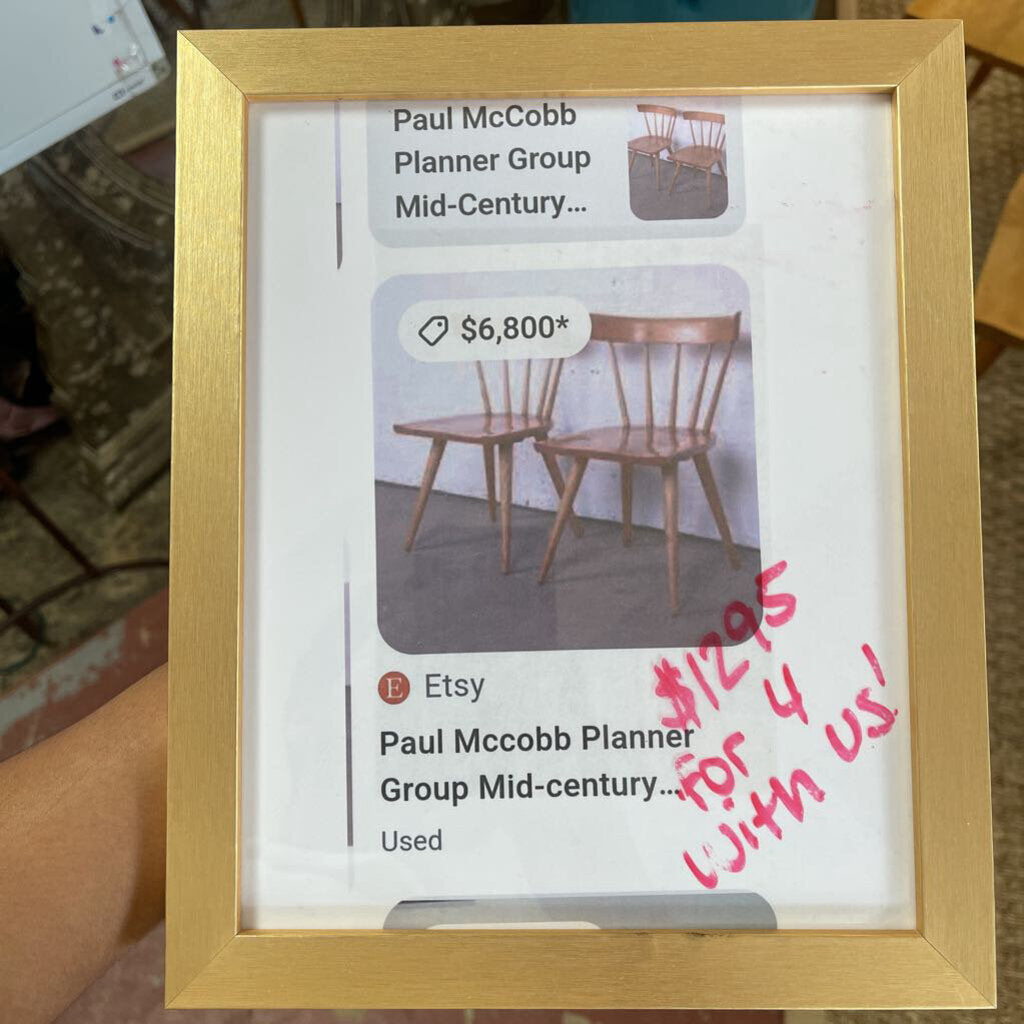 Paul McCobb
Planner Group
Mid-Century...
$6,800*
E Etsy
Paul Mccobb Planner
Group Mid-century...
Used
$1295
For 4
with us!